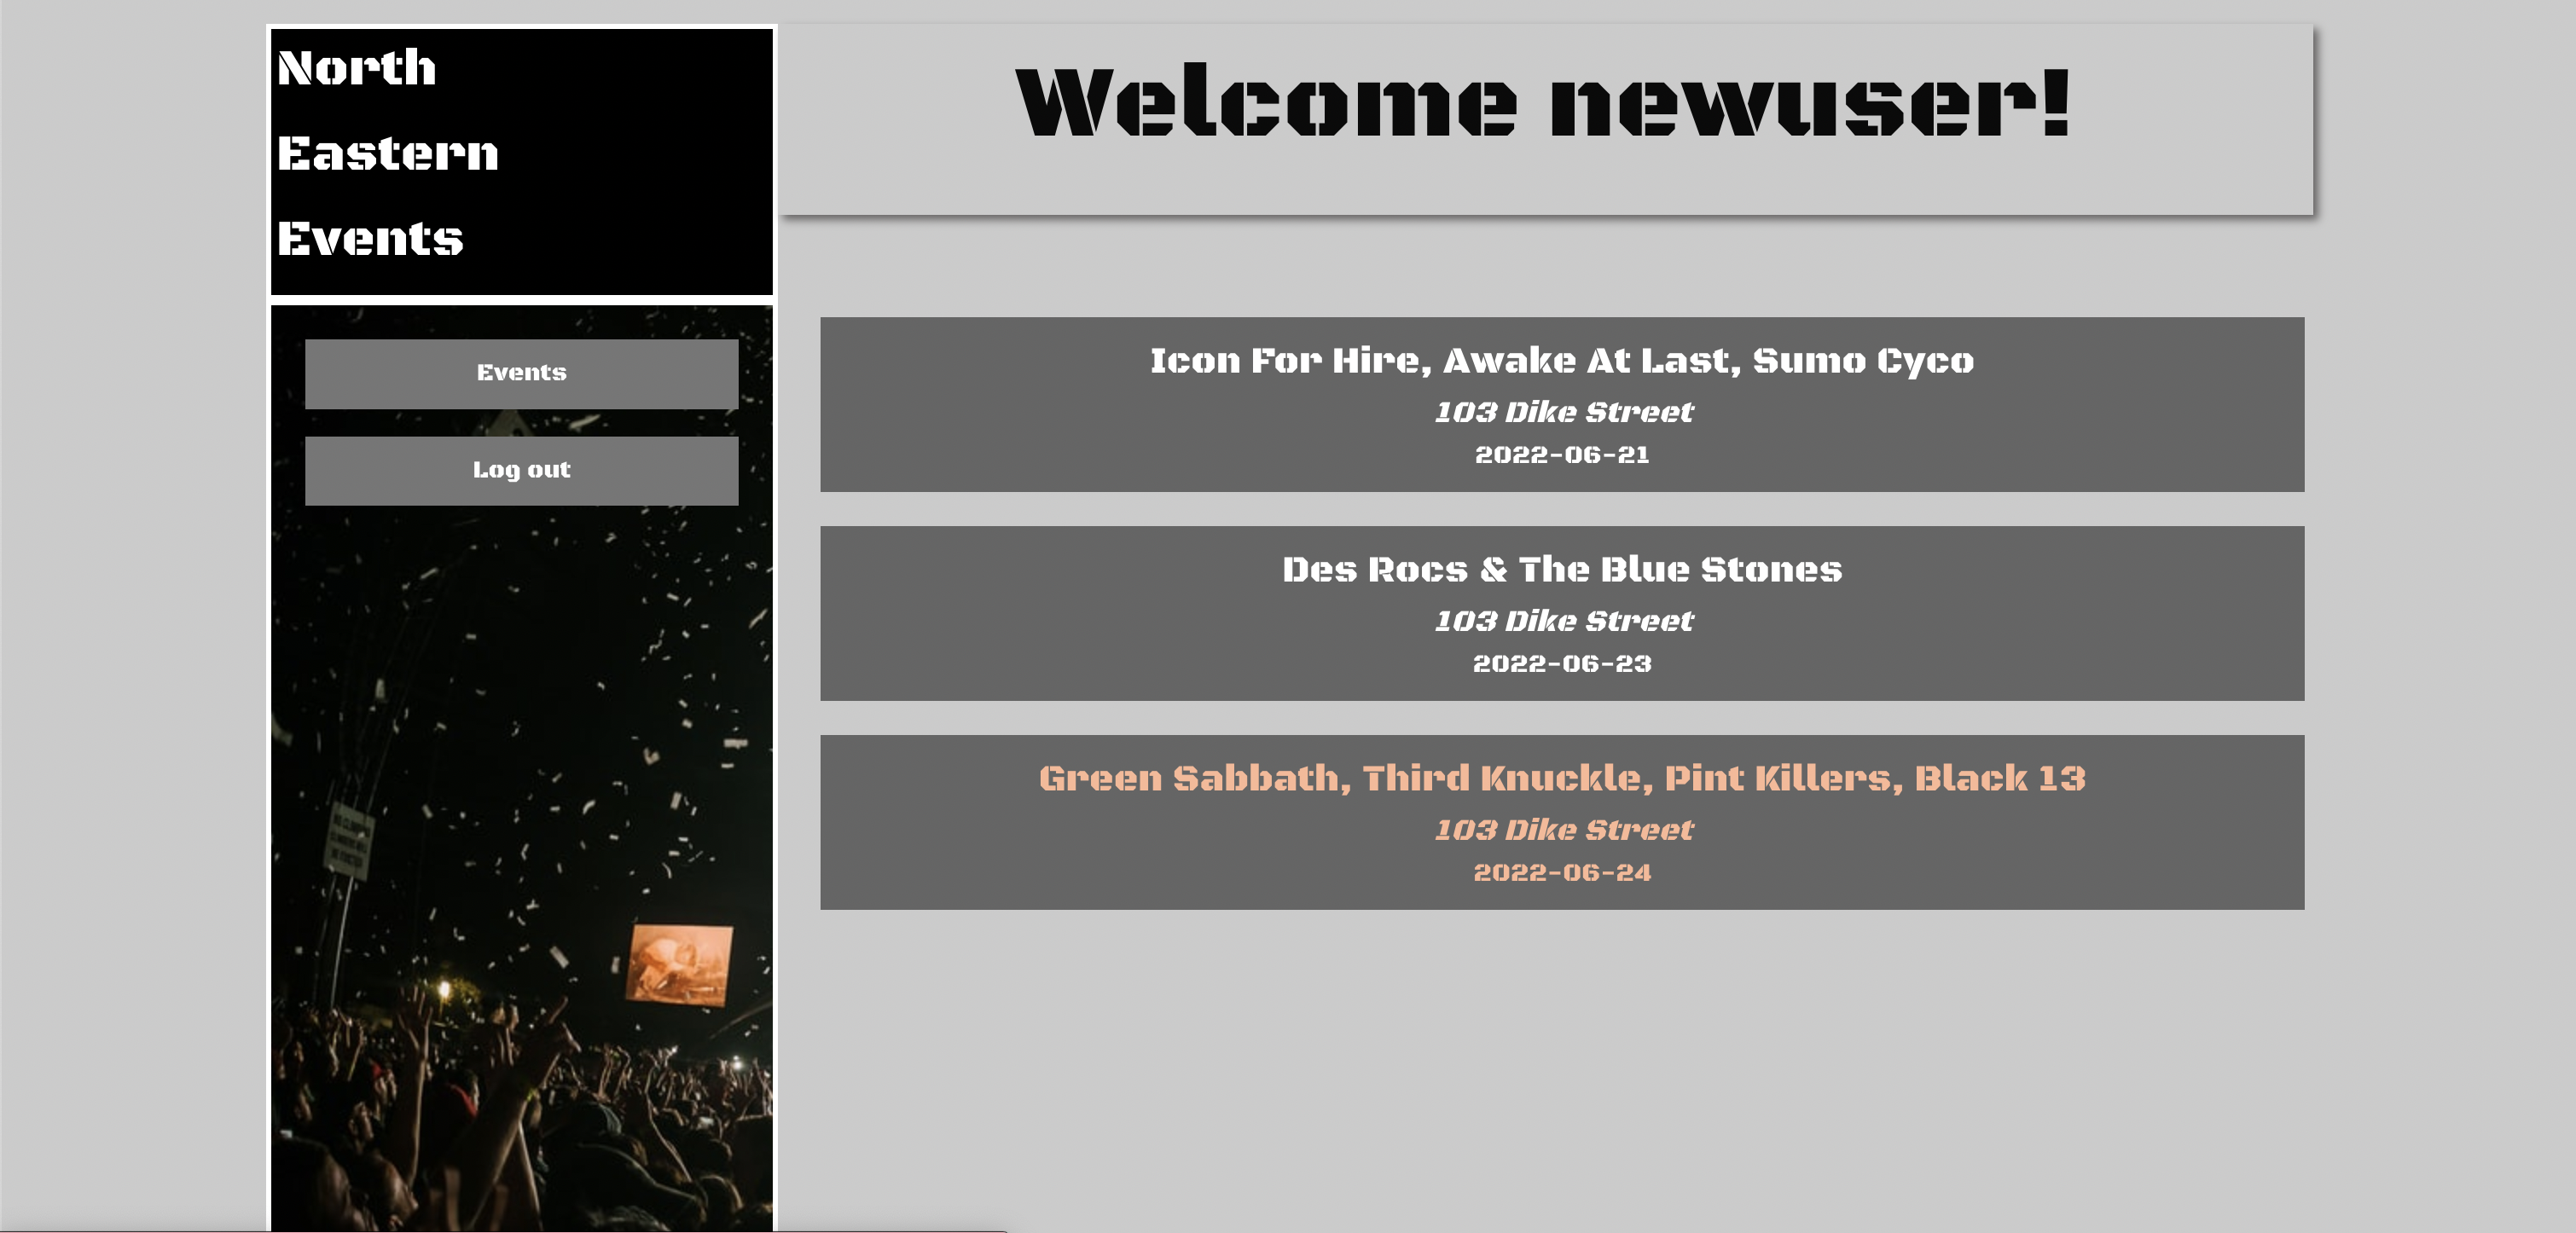 North
Eastern
Events
Welcome newuser!
Events
Log out
Icon For Hire, Awake At Last, Sumo Cyco
103 Dike Street
2022-06-21
Des Rocs & The Blue Stones
103 Dike Street
2022-06-23
Green Sabbath, Third Knuckle, Pint Killers, Black 13
103 Dike Street
2022-06-24